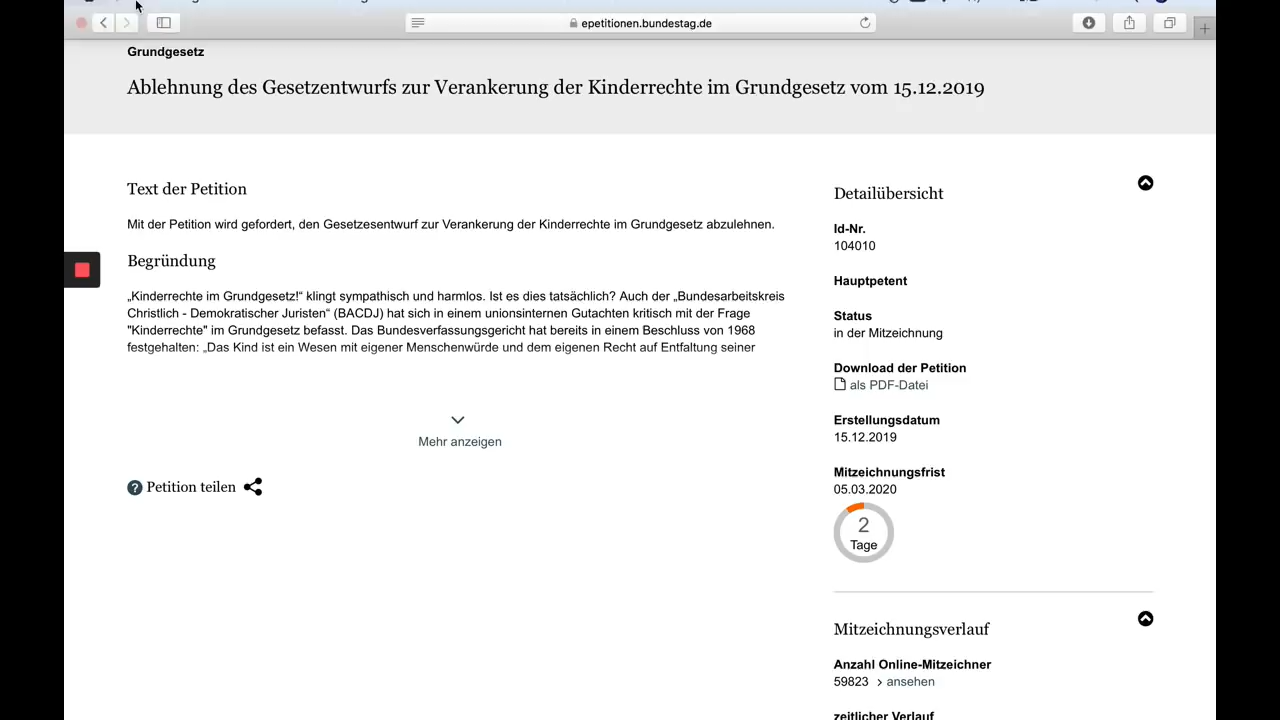 epetitionen.bundestag.de
Grundgesetz
Ablehnung des Gesetzentwurfs zur Verankerung der Kinderrechte im Grundgesetz vom 15.12.2019
Text der Petition
Mit der Petition wird gefordert, den Gesetzesentwurf zur Verankerung der Kinderrechte im Grundgesetz abzulehnen.
Begründung
„Kinderrechte im Grundgesetz!“ klingt sympathisch und harmlos. Ist es dies tatsächlich? Auch der „Bundesarbeitskreis
Christlich - Demokratischer Juristen“ (BACDJ) hat sich in einem unionsinternen Gutachten kritisch mit der Frage
"Kinderrechte" im Grundgesetz befasst. Das Bundesverfassungsgericht hat bereits in einem Beschluss von 1968
festgehalten: „Das Kind ist ein Wesen mit eigener Menschenwürde und dem eigenen Recht auf Entfaltung seiner
Mehr anzeigen
Petition teilen
Detailübersicht
Id-Nr.
104010
Hauptpetent
Status
in der Mitzeichnung
Download der Petition
als PDF-Datei
Erstellungsdatum
15.12.2019
Mitzeichnungsfrist
05.03.2020
2
Tage
Mitzeichnungsverlauf
Anzahl Online-Mitzeichner
59823 > ansehen
zeitlicher Verlauf